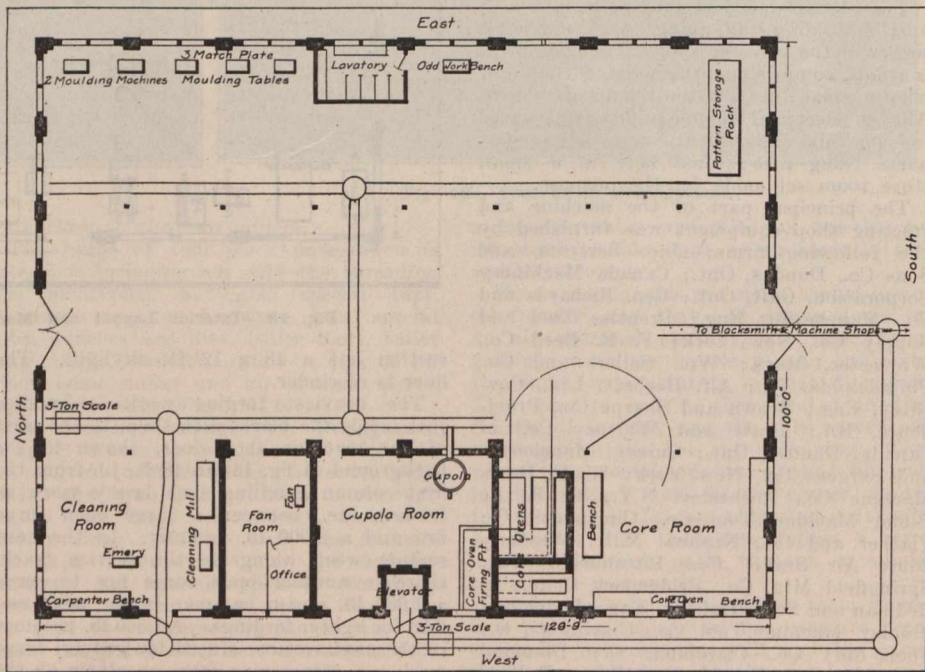 East
3 Match Plate
2 Moulding Machines
Moulding Tables
Lavatory
Odd Work Bench
Pattern Storage
Rack
South
To Blacksmith & Machine Shops
100'-0"
North
3-Ton Scale
Cleaning
Room
Emery
Carpenter Bench
Cleaning Mill
Fan
Room
Fan
Office
Cupola Room
Cupola
Elevator
Core Oven
Firing Pit
Core Ovens
Bench
Core Room
Core Oven
Bench
3-Ton Scale
120'9"
West